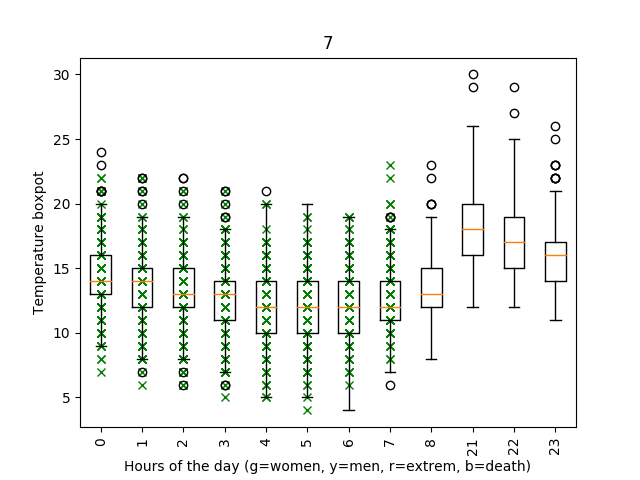 7
30
25
20
15
10
5
Temperature boxpot
0 1 2 3 4 5 6 7 8 21 22 23
Hours of the day (g=women, y=men, r=extrem, b=death)